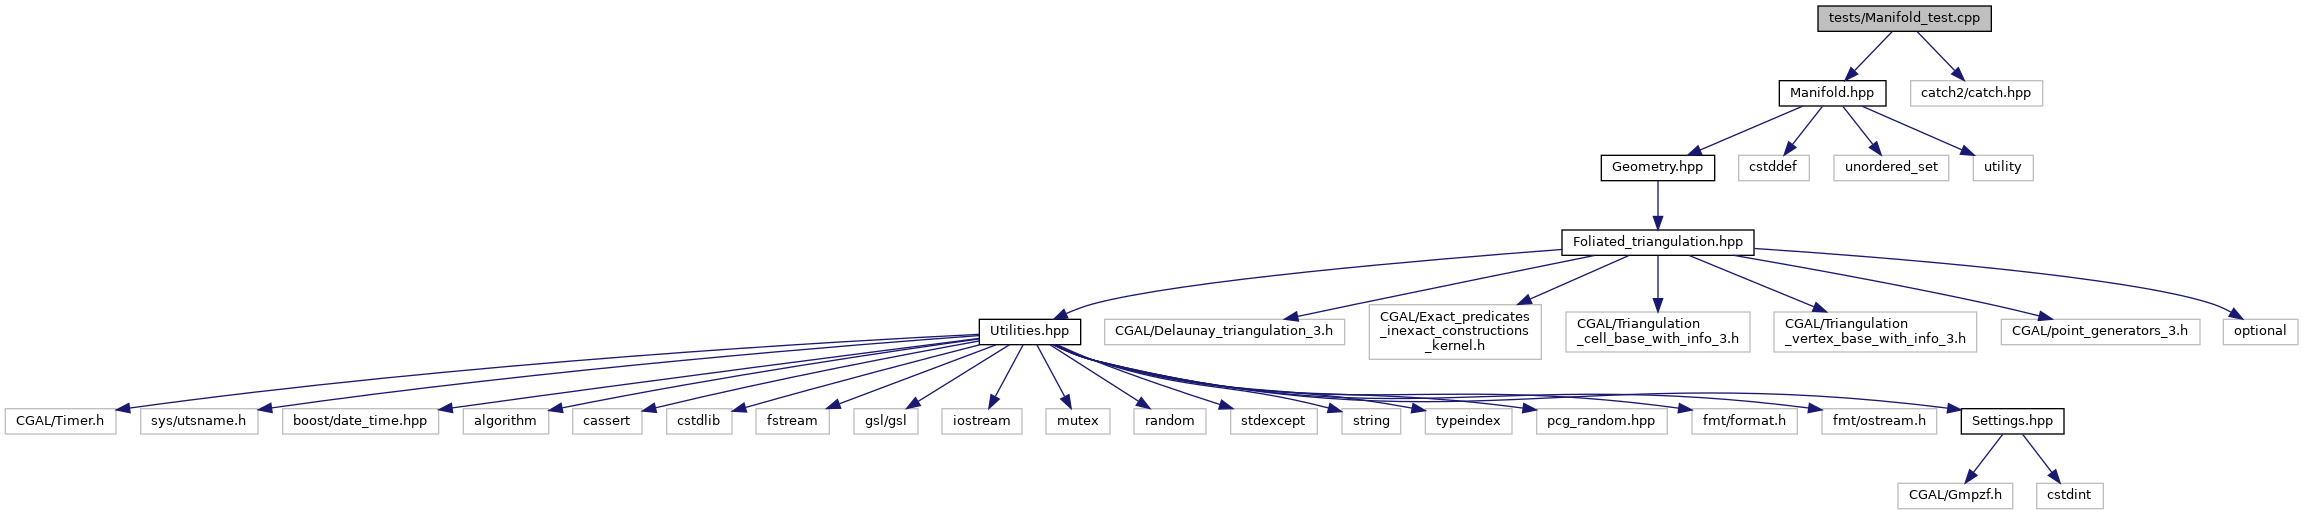 tests/Manifold_test.cpp
Manifold.hpp
catch2/catch.hpp
Geometry.hpp
cstddef
unordered_set
utility
Foliated_triangulation.hpp
Utilities.hpp
CGAL/Delaunay_triangulation_3.h
CGAL/Exact_predicates
_inexact_constructions
_kernel.h
CGAL/Triangulation
_cell_base_with_info_3.h
CGAL/Triangulation
_vertex_base_with_info_3.h
CGAL/point_generators_3.h
optional
CGAL/Timer.h
sys/utsname.h
boost/date_time.hpp
algorithm
cassert
cstdlib
fstream
gsl/gsl
iostream
mutex
random
stdexcept
string
typeindex
pcg_random.hpp
fmt/format.h
fmt/ostream.h
Settings.hpp
CGAL/Gmpzf.h
cstdint